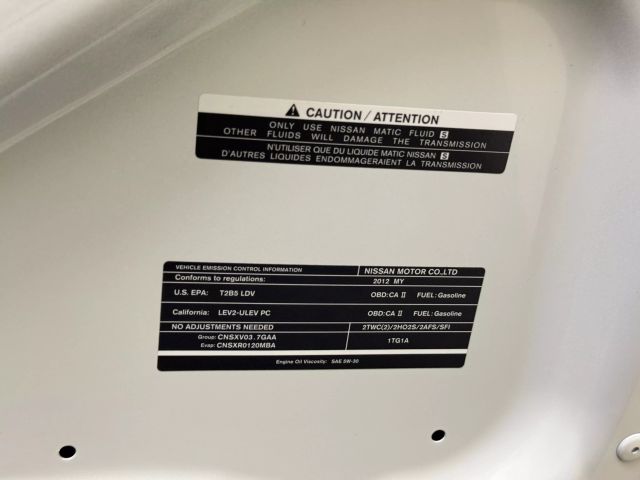 CAUTION / ATTENTION
ONLY USE NISSAN MATIC FLUID S
OTHER FLUIDS WILL DAMAGE THE TRANSMISSION
N'UTILISER QUE DU LIQUIDE MATIC NISSAN S
D'AUTRES LIQUIDES ENDOMMAGERAIENT LA TRANSMISSION
VEHICLE EMISSION CONTROL INFORMATION NISSAN MOTOR CO.,LTD
Conforms to regulations: 2012 MY
U.S. EPA: T2B5 LDV OBD:CA II FUEL: Gasoline
California: LEV2-ULEV PC OBD:CA II FUEL: Gasoline
NO ADJUSTMENTS NEEDED 2TWC(2)/2HO2S/2AFS/SFI
Group: CNSXV03.7GAA 1TG1A
Evap: CNSXR0120MBA
Engine Oil Viscosity: SAE 5W-30